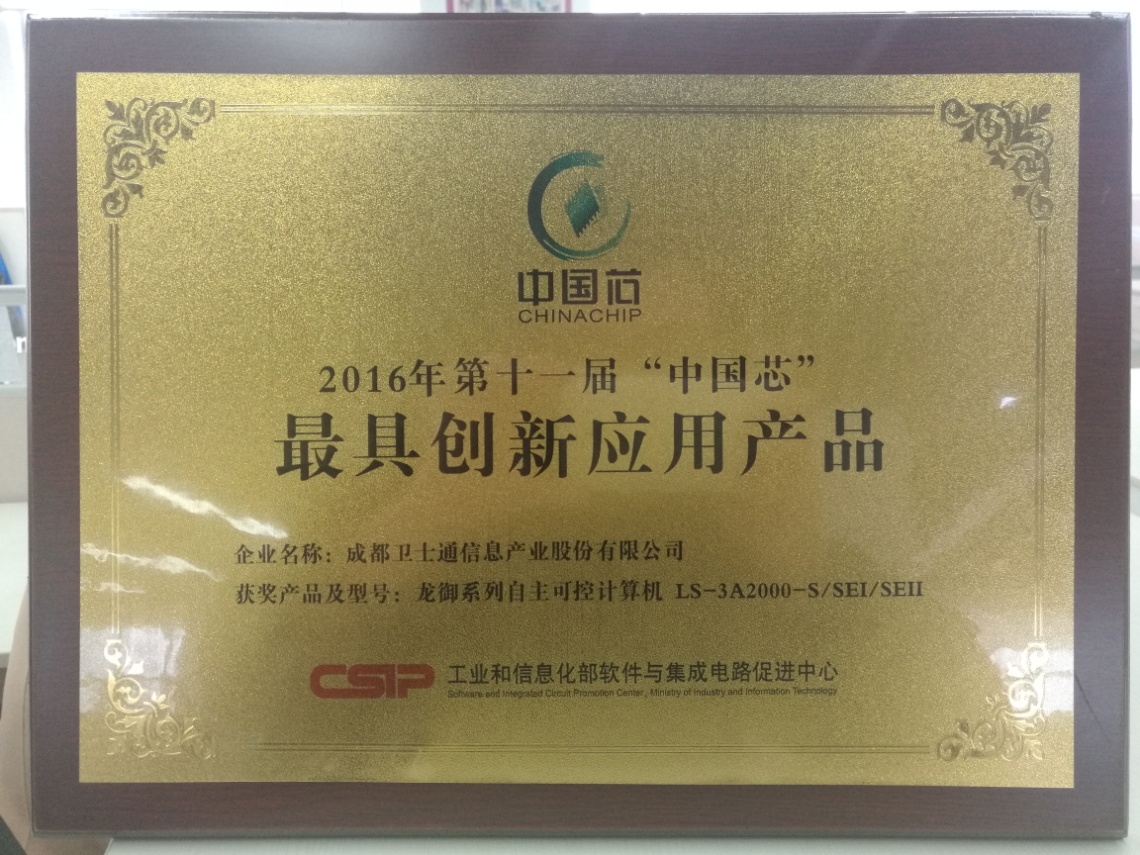 中国芯
CHINACHIP
2016年第十一届“中国芯”
最具创新应用产品
企业名称：成都卫士通信息产业股份有限公司
获奖产品及型号：龙御系列自主可控计算机 LS-3A2000-S/SEI/SEII
CSIP 工业和信息化部软件与集成电路促进中心
Software and Integrated Circuit Promotion Center, Ministry of Industry and Information Technology